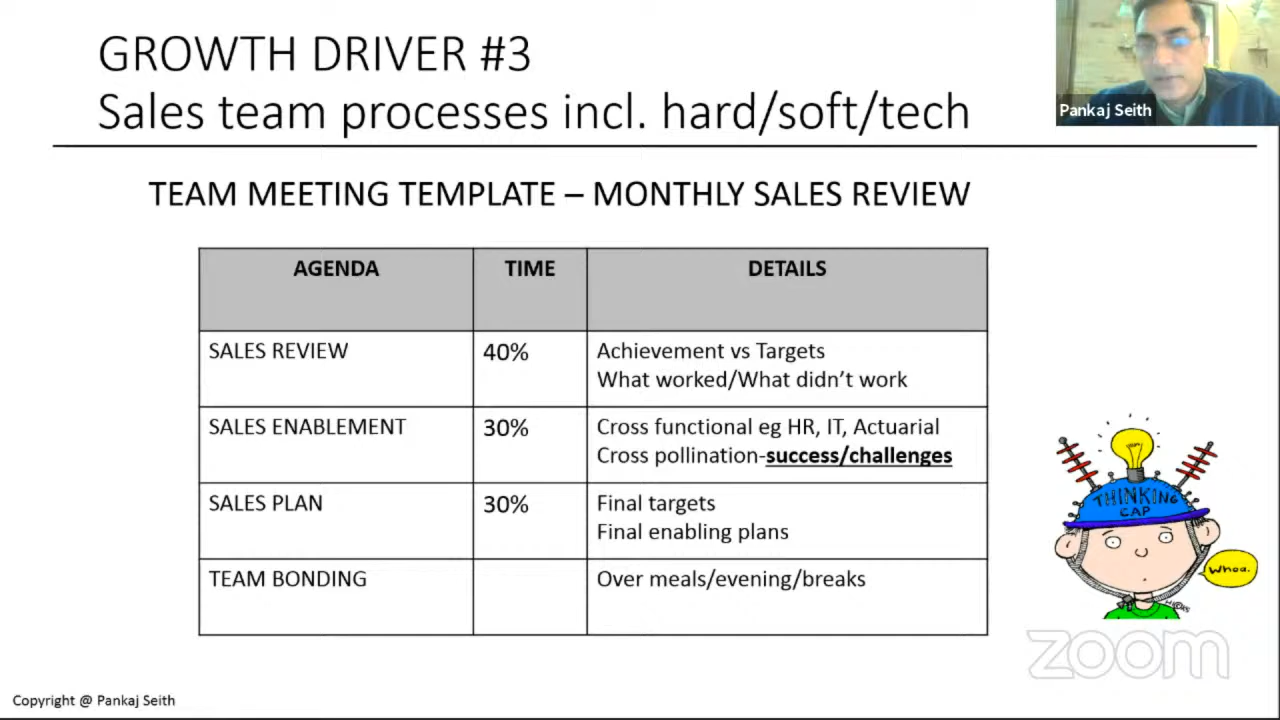 GROWTH DRIVER #3
Sales team processes incl. hard/soft/tech
Pankaj Seith
TEAM MEETING TEMPLATE – MONTHLY SALES REVIEW
AGENDA TIME DETAILS
SALES REVIEW 40% Achievement vs Targets
What worked/What didn’t work
SALES ENABLEMENT 30% Cross functional eg HR, IT, Actuarial
Cross pollination-success/challenges
SALES PLAN 30% Final targets
Final enabling plans
TEAM BONDING Over meals/evening/breaks
THINKING
CAP
Whoa.
zoom
Copyright @ Pankaj Seith